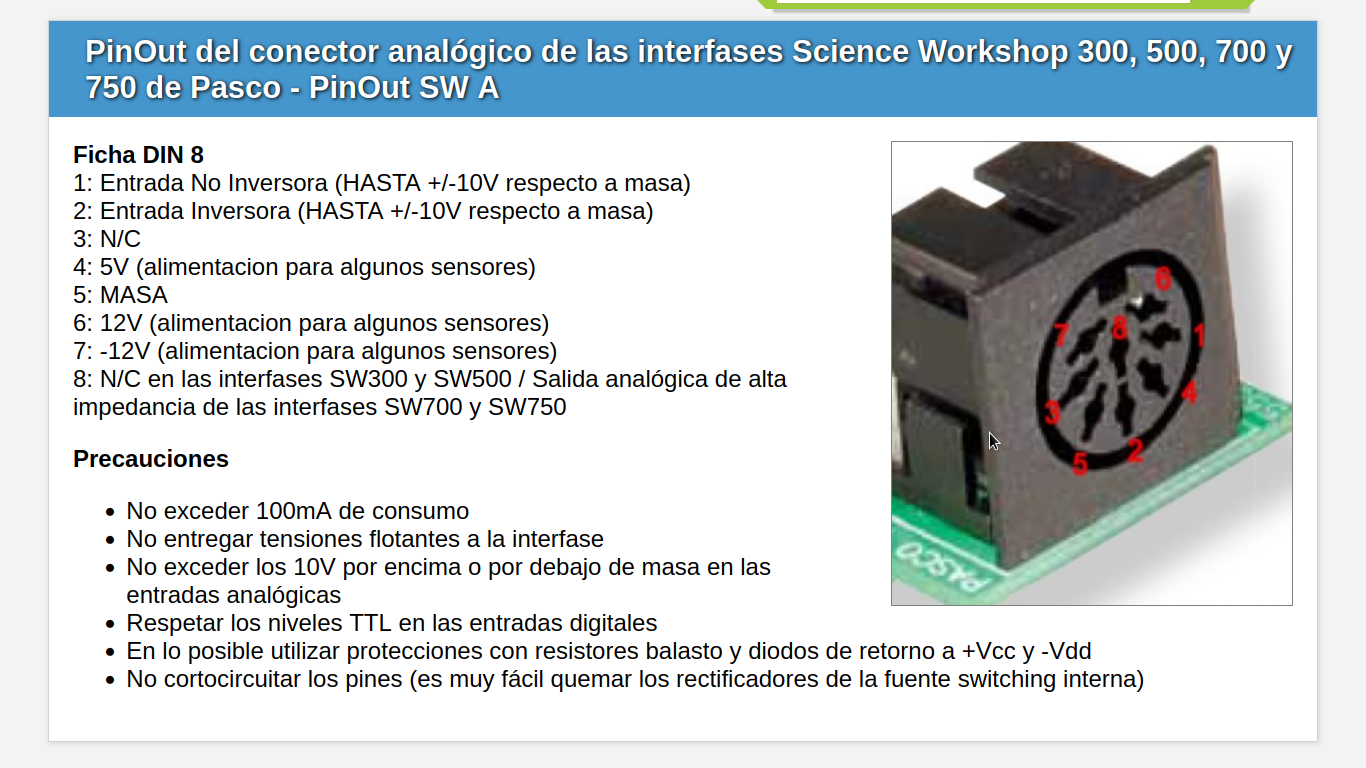 PinOut del conector analógico de las interfases Science Workshop 300, 500, 700 y
750 de Pasco - PinOut SW A
Ficha DIN 8
1: Entrada No Inversora (HASTA +/-10V respecto a masa)
2: Entrada Inversora (HASTA +/-10V respecto a masa)
3: N/C
4: 5V (alimentacion para algunos sensores)
5: MASA
6: 12V (alimentacion para algunos sensores)
7: -12V (alimentacion para algunos sensores)
8: N/C en las interfases SW300 y SW500 / Salida analógica de alta
impedancia de las interfases SW700 y SW750
Precauciones
No exceder 100mA de consumo
No entregar tensiones flotantes a la interfase
No exceder los 10V por encima o por debajo de masa en las
entradas analógicas
Respetar los niveles TTL en las entradas digitales
En lo posible utilizar protecciones con resistores balasto y diodos de retorno a +Vcc y -Vdd
No cortocircuitar los pines (es muy fácil quemar los rectificadores de la fuente switching interna)
6
7 8 1
3 4
5 2
PASCO